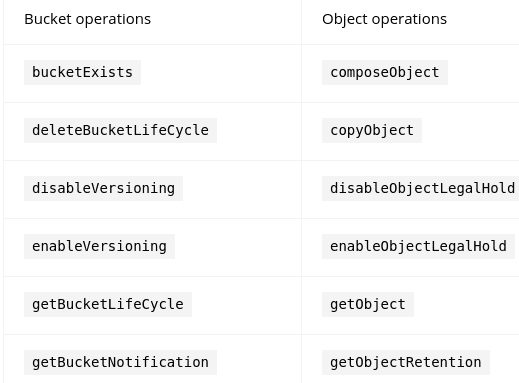 Bucket operations Object operations
bucketExists composeObject
deleteBucketLifeCycle copyObject
disableVersioning disableObjectLegalHold
enableVersioning enableObjectLegalHold
getBucketLifeCycle getObject
getBucketNotification getObjectRetention